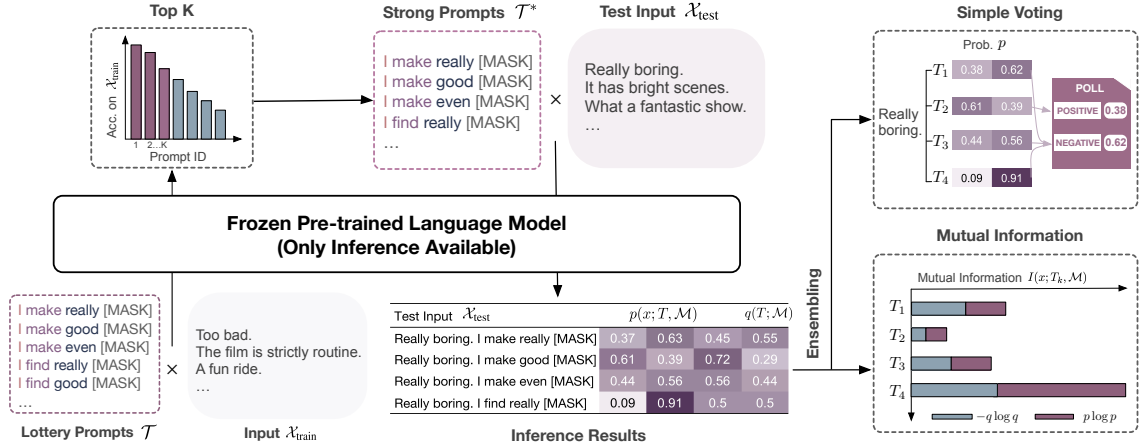 Top K
Acc. on X_train
1 2...K
Prompt ID
Strong Prompts T*
I make really [MASK]
I make good [MASK]
I make even [MASK]
I find really [MASK]
...
×
Test Input X_test
Really boring.
It has bright scenes.
What a fantastic show.
...
Frozen Pre-trained Language Model
(Only Inference Available)
I make really [MASK]
I make good [MASK]
I make even [MASK]
I find really [MASK]
I find good [MASK]
...
Lottery Prompts T
×
Too bad.
The film is strictly routine.
A fun ride.
...
Input X_train
Test Input X_test p(x; T, M) q(T; M)
Really boring. I make really [MASK] 0.37 0.63 0.45 0.55
Really boring. I make good [MASK] 0.61 0.39 0.72 0.29
Really boring. I make even [MASK] 0.44 0.56 0.56 0.44
Really boring. I find really [MASK] 0.09 0.91 0.5 0.5
Inference Results
Ensembling
Simple Voting
Prob. p
Really
boring.
T1 0.38 0.62
T2 0.61 0.39
T3 0.44 0.56
T4 0.09 0.91
POLL
POSITIVE 0.38
NEGATIVE 0.62
Mutual Information
Mutual Information I(x; T_k, M)
T1
T2
T3
T4
−q log q p log p